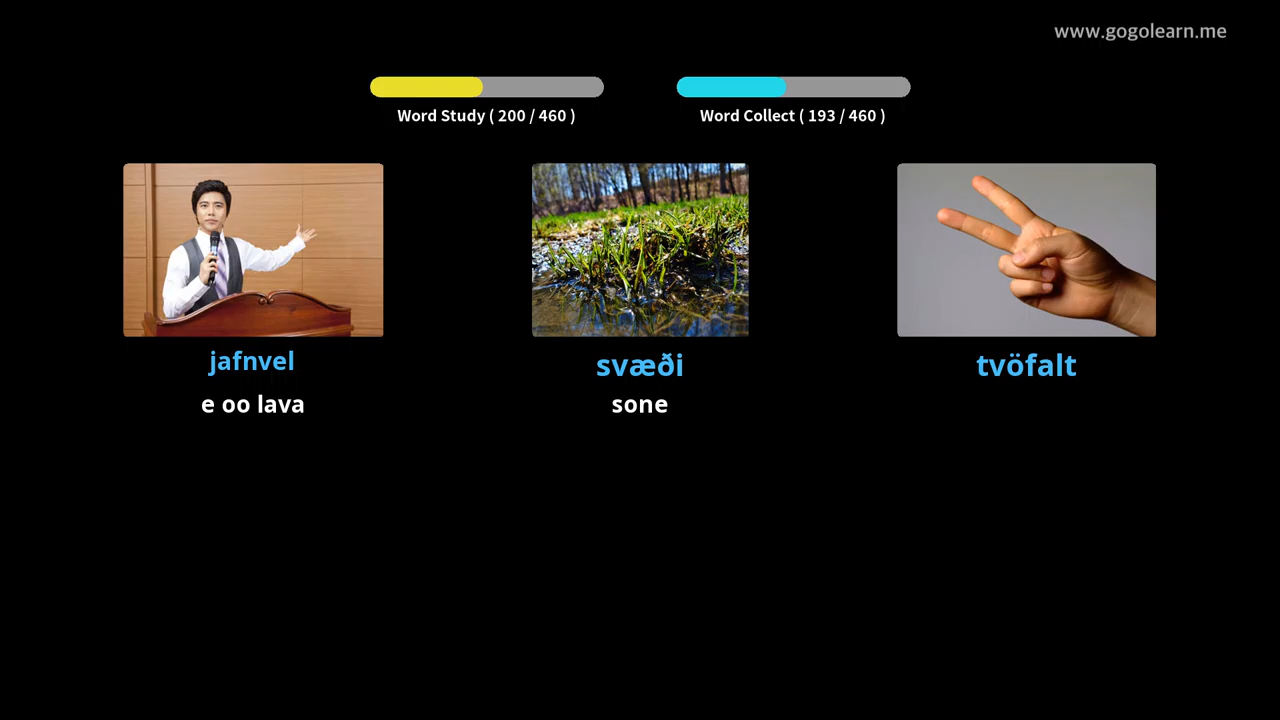 www.gogolearn.me
Word Study ( 200 / 460 )
Word Collect ( 193 / 460 )
jafnvel
svæði
tvöfalt
e oo lava
sone